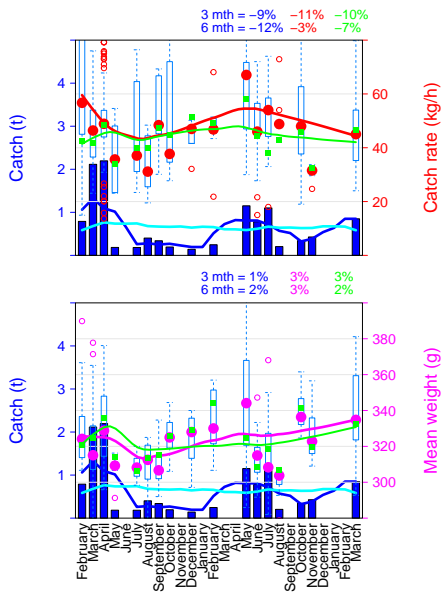 3 mth = −9% −11% −10%
6 mth = −12% −3% −7%
Catch (t)
5
4
3
2
1
Catch rate (kg/h)
60
40
20
3 mth = 1% 3% 3%
6 mth = 2% 3% 2%
Catch (t)
4
3
2
1
Mean weight (g)
380
360
340
320
300
February
March
April
May
June
July
August
September
October
November
December
January
February
March
April
May
June
July
August
September
October
November
December
January
February
March